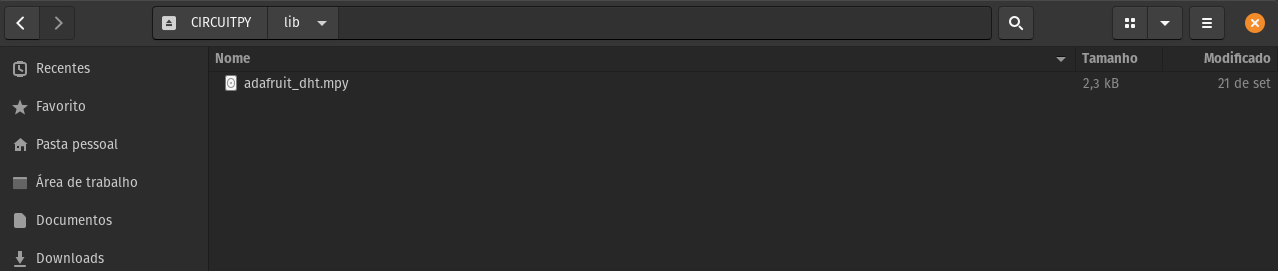 CIRCUITPY lib
Nome Tamanho Modificado
Recentes
adafruit_dht.mpy 2,3 kB 21 de set
Favorito
Pasta pessoal
Área de trabalho
Documentos
Downloads